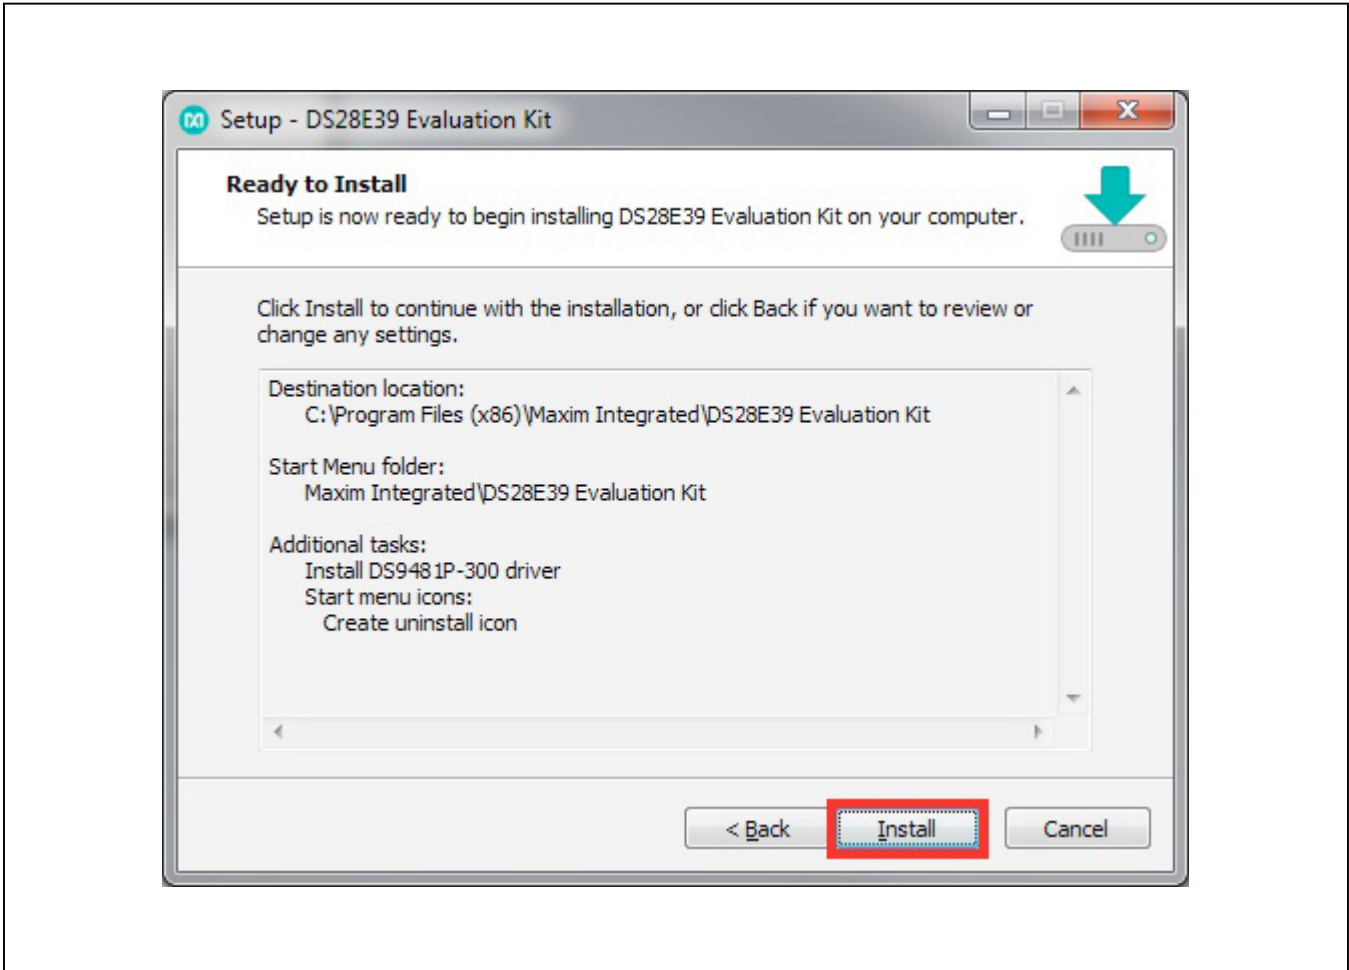 Setup - DS28E39 Evaluation Kit
Ready to Install
Setup is now ready to begin installing DS28E39 Evaluation Kit on your computer.
Click Install to continue with the installation, or click Back if you want to review or
change any settings.
Destination location:
C:\Program Files (x86)\Maxim Integrated\DS28E39 Evaluation Kit
Start Menu folder:
Maxim Integrated\DS28E39 Evaluation Kit
Additional tasks:
Install DS9481P-300 driver
Start menu icons:
Create uninstall icon
< Back
Install
Cancel